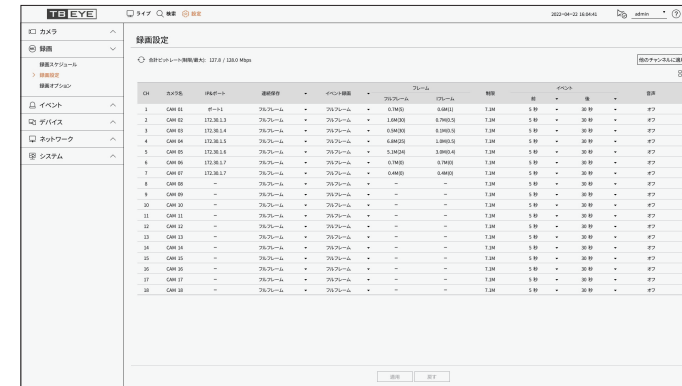 TB EYE
ライブ 検索 設定 2022-04-22 16:04:41 admin ?
カメラ
録画
録画スケジュール
> 録画設定
録画オプション
イベント
デバイス
ネットワーク
システム
録画設定
合計ビットレート(制限/最大): 127.8 / 128.0 Mbps
他のチャンネルに適
CH カメラ名 IP&ポート 連続保存 イベント録画 フレーム 制限 イベント 音声
フルフレーム Iフレーム 前 後
1 CAM 01 ポート1 フルフレーム フルフレーム 0.7M(5) 0.6M(1) 7.1M 5 秒 30 秒 オフ
2 CAM 02 172.30.1.3 フルフレーム フルフレーム 1.6M(30) 0.7M(0.5) 7.1M 5 秒 30 秒 オフ
3 CAM 03 172.30.1.4 フルフレーム フルフレーム 0.5M(30) 0.1M(0.5) 7.1M 5 秒 30 秒 オフ
4 CAM 04 172.30.1.5 フルフレーム フルフレーム 6.8M(25) 1.0M(0.5) 7.1M 5 秒 30 秒 オフ
5 CAM 05 172.30.1.6 フルフレーム フルフレーム 5.1M(24) 3.0M(0.4) 7.1M 5 秒 30 秒 オフ
6 CAM 06 172.30.1.7 フルフレーム フルフレーム 0.7M(0) 0.7M(0) 7.1M 5 秒 30 秒 オフ
7 CAM 07 172.30.1.7 フルフレーム フルフレーム 0.4M(0) 0.4M(0) 7.1M 5 秒 30 秒 オフ
8 CAM 08 － フルフレーム フルフレーム － － 7.1M 5 秒 30 秒 オフ
9 CAM 09 － フルフレーム フルフレーム － － 7.1M 5 秒 30 秒 オフ
10 CAM 10 － フルフレーム フルフレーム － － 7.1M 5 秒 30 秒 オフ
11 CAM 11 － フルフレーム フルフレーム － － 7.1M 5 秒 30 秒 オフ
12 CAM 12 － フルフレーム フルフレーム － － 7.1M 5 秒 30 秒 オフ
13 CAM 13 － フルフレーム フルフレーム － － 7.1M 5 秒 30 秒 オフ
14 CAM 14 － フルフレーム フルフレーム － － 7.1M 5 秒 30 秒 オフ
15 CAM 15 － フルフレーム フルフレーム － － 7.1M 5 秒 30 秒 オフ
16 CAM 16 － フルフレーム フルフレーム － － 7.1M 5 秒 30 秒 オフ
17 CAM 17 － フルフレーム フルフレーム － － 7.1M 5 秒 30 秒 オフ
18 CAM 18 － フルフレーム フルフレーム － － 7.1M 5 秒 30 秒 オフ
適用 戻す